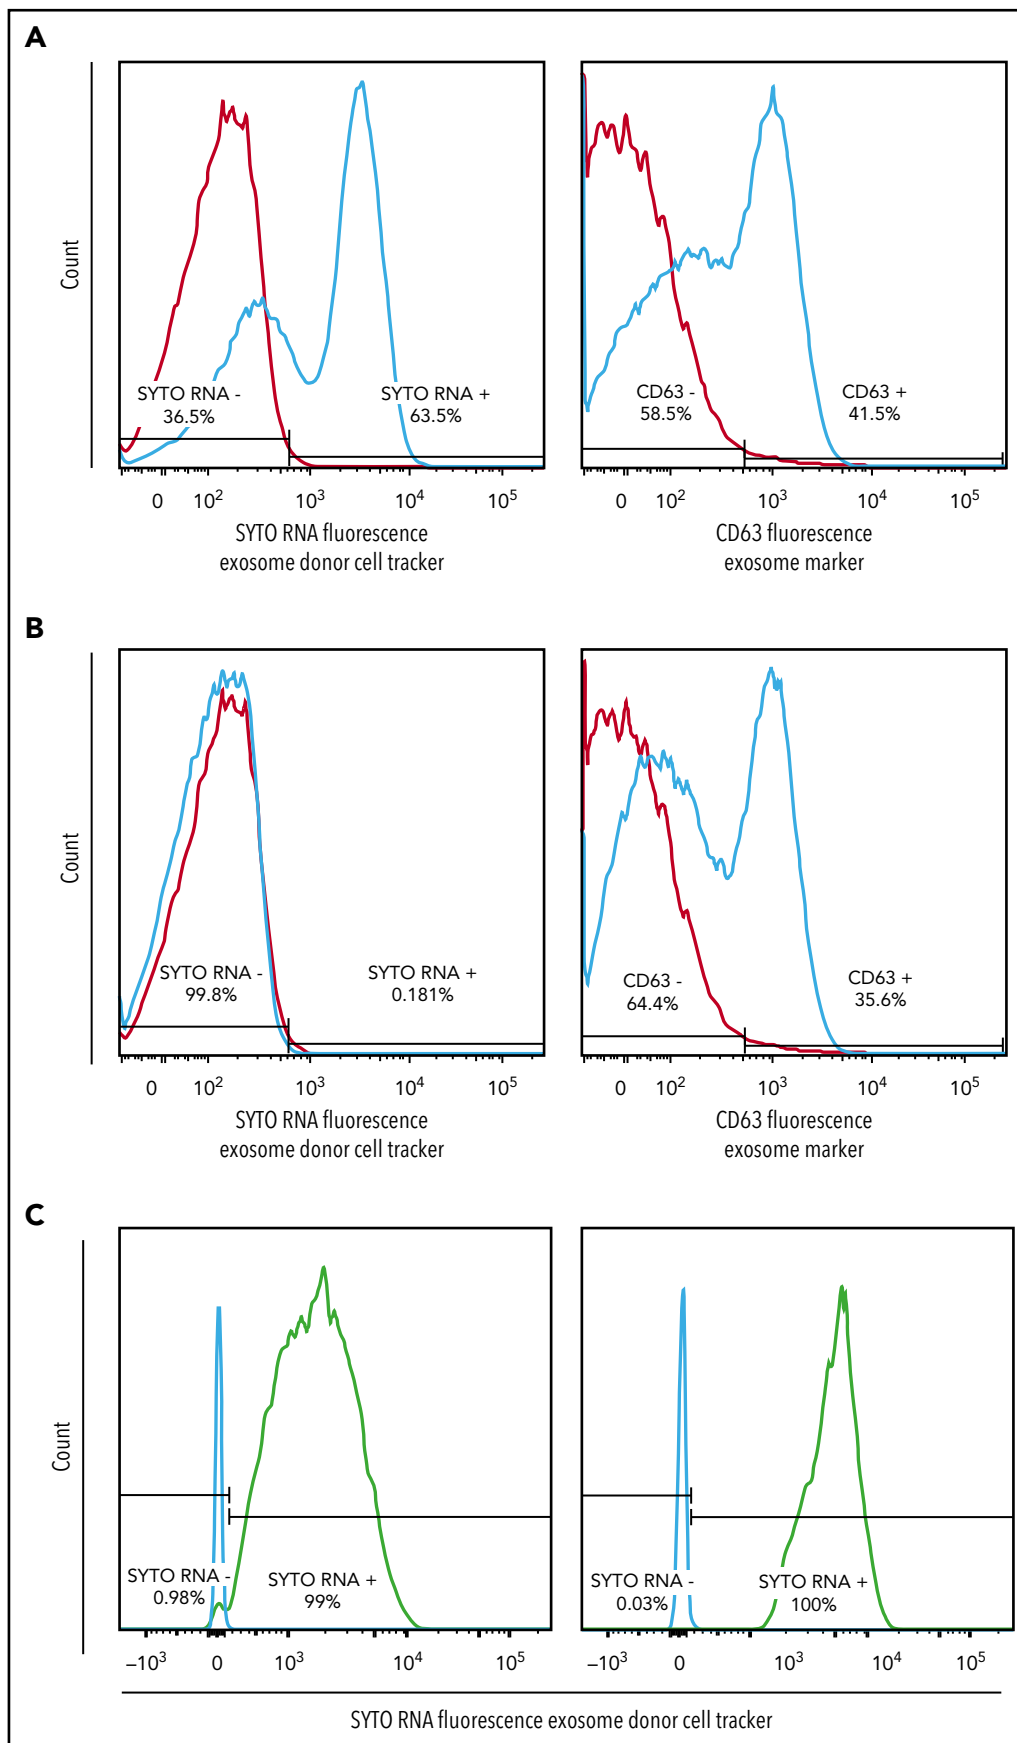 A
Count
SYTO RNA -
36.5%
SYTO RNA +
63.5%
0 10² 10³ 10⁴ 10⁵
SYTO RNA fluorescence
exosome donor cell tracker
CD63 -
58.5%
CD63 +
41.5%
0 10² 10³ 10⁴ 10⁵
CD63 fluorescence
exosome marker
B
Count
SYTO RNA -
99.8%
SYTO RNA +
0.181%
0 10² 10³ 10⁴ 10⁵
SYTO RNA fluorescence
exosome donor cell tracker
CD63 -
64.4%
CD63 +
35.6%
0 10² 10³ 10⁴ 10⁵
CD63 fluorescence
exosome marker
C
Count
SYTO RNA -
0.98%
SYTO RNA +
99%
–10³ 0 10³ 10⁴ 10⁵
SYTO RNA -
0.03%
SYTO RNA +
100%
–10³ 0 10³ 10⁴ 10⁵
SYTO RNA fluorescence exosome donor cell tracker